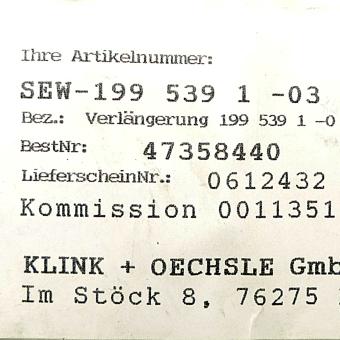 Ihre Artikelnummer:
SEW-199 539 1 -03
Bez.: Verlängerung 199 539 1 -0
BestNr: 47358440
LieferscheinNr.: 0612432
Kommission 0011351
KLINK + OECHSLE Gmb
Im Stöck 8, 76275